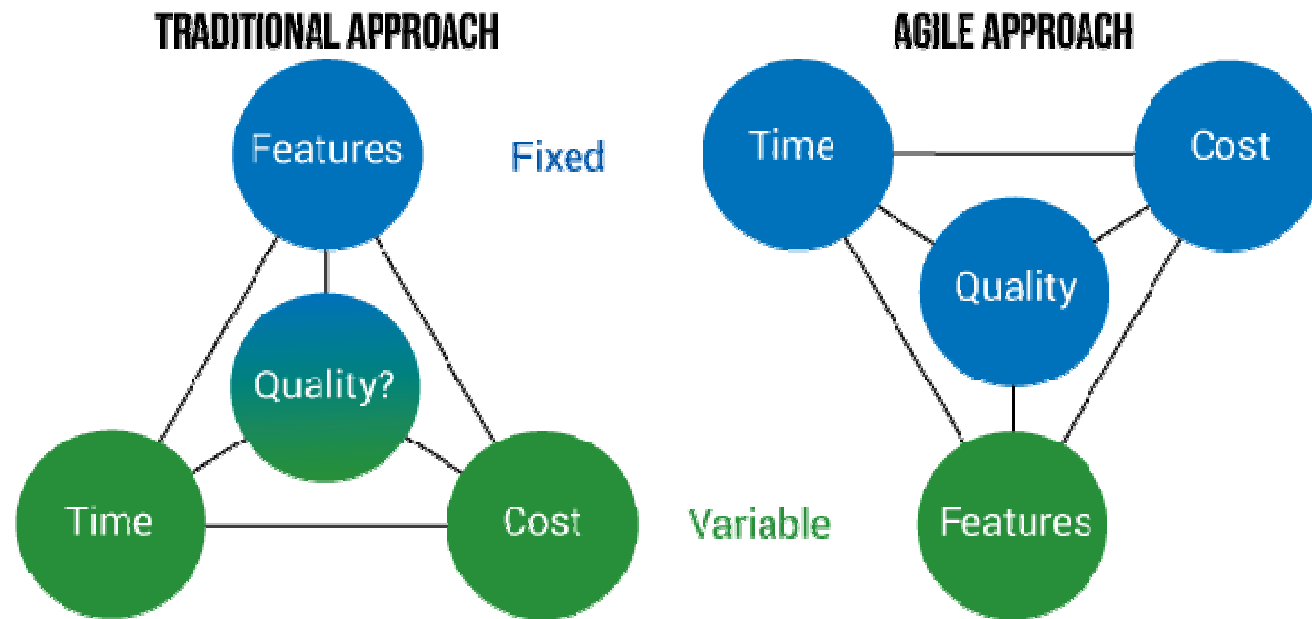 TRADITIONAL APPROACH
Features
Quality?
Time
Cost
Fixed
Variable
AGILE APPROACH
Time
Cost
Quality
Features